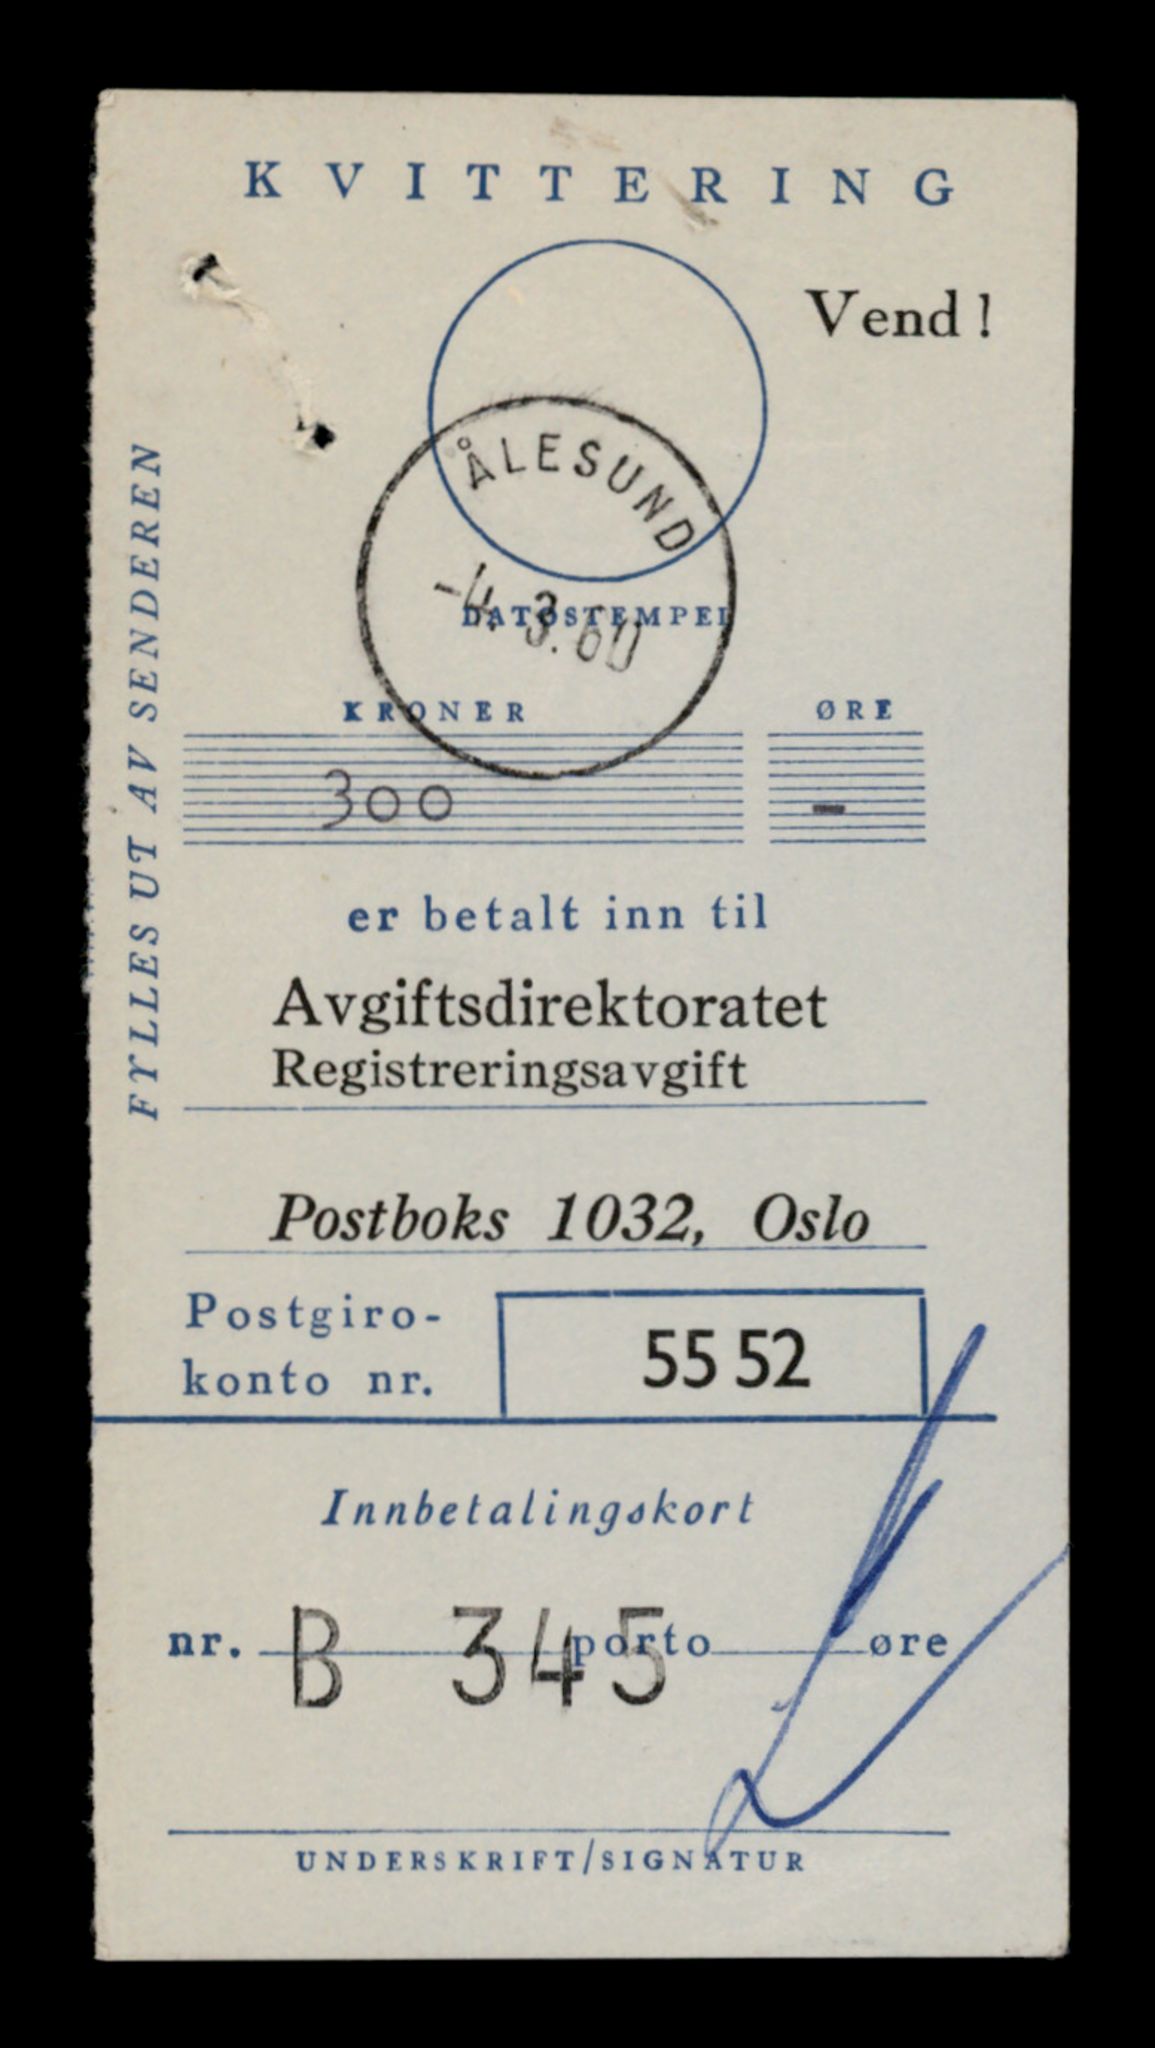 KVITTERING
Vend!
ÅLESUND
-4.3.60
DATOSTEMPEL
FYLLES UT AV SENDEREN
KRONER ØRE
300 -
er betalt inn til
Avgiftsdirektoratet
Registreringsavgift
Postboks 1032, Oslo
Postgiro-
konto nr. 55 52
Innbetalingskort
nr. B 345 porto øre
UNDERSKRIFT/SIGNATUR